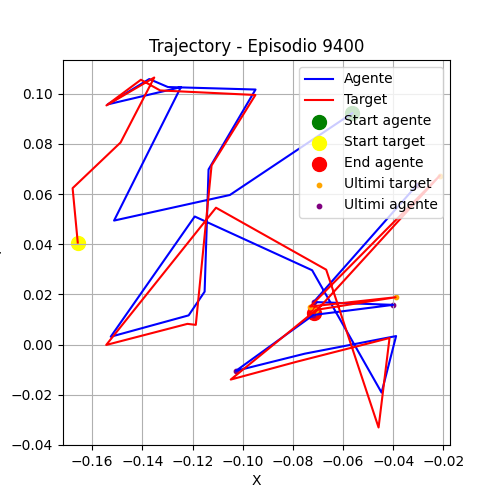 Trajectory - Episodio 9400
Agente
Target
Start agente
Start target
End agente
Ultimi target
Ultimi agente
0.10
0.08
0.06
0.04
0.02
0.00
−0.02
−0.04
−0.16
−0.14
−0.12
−0.10
−0.08
−0.06
−0.04
−0.02
X